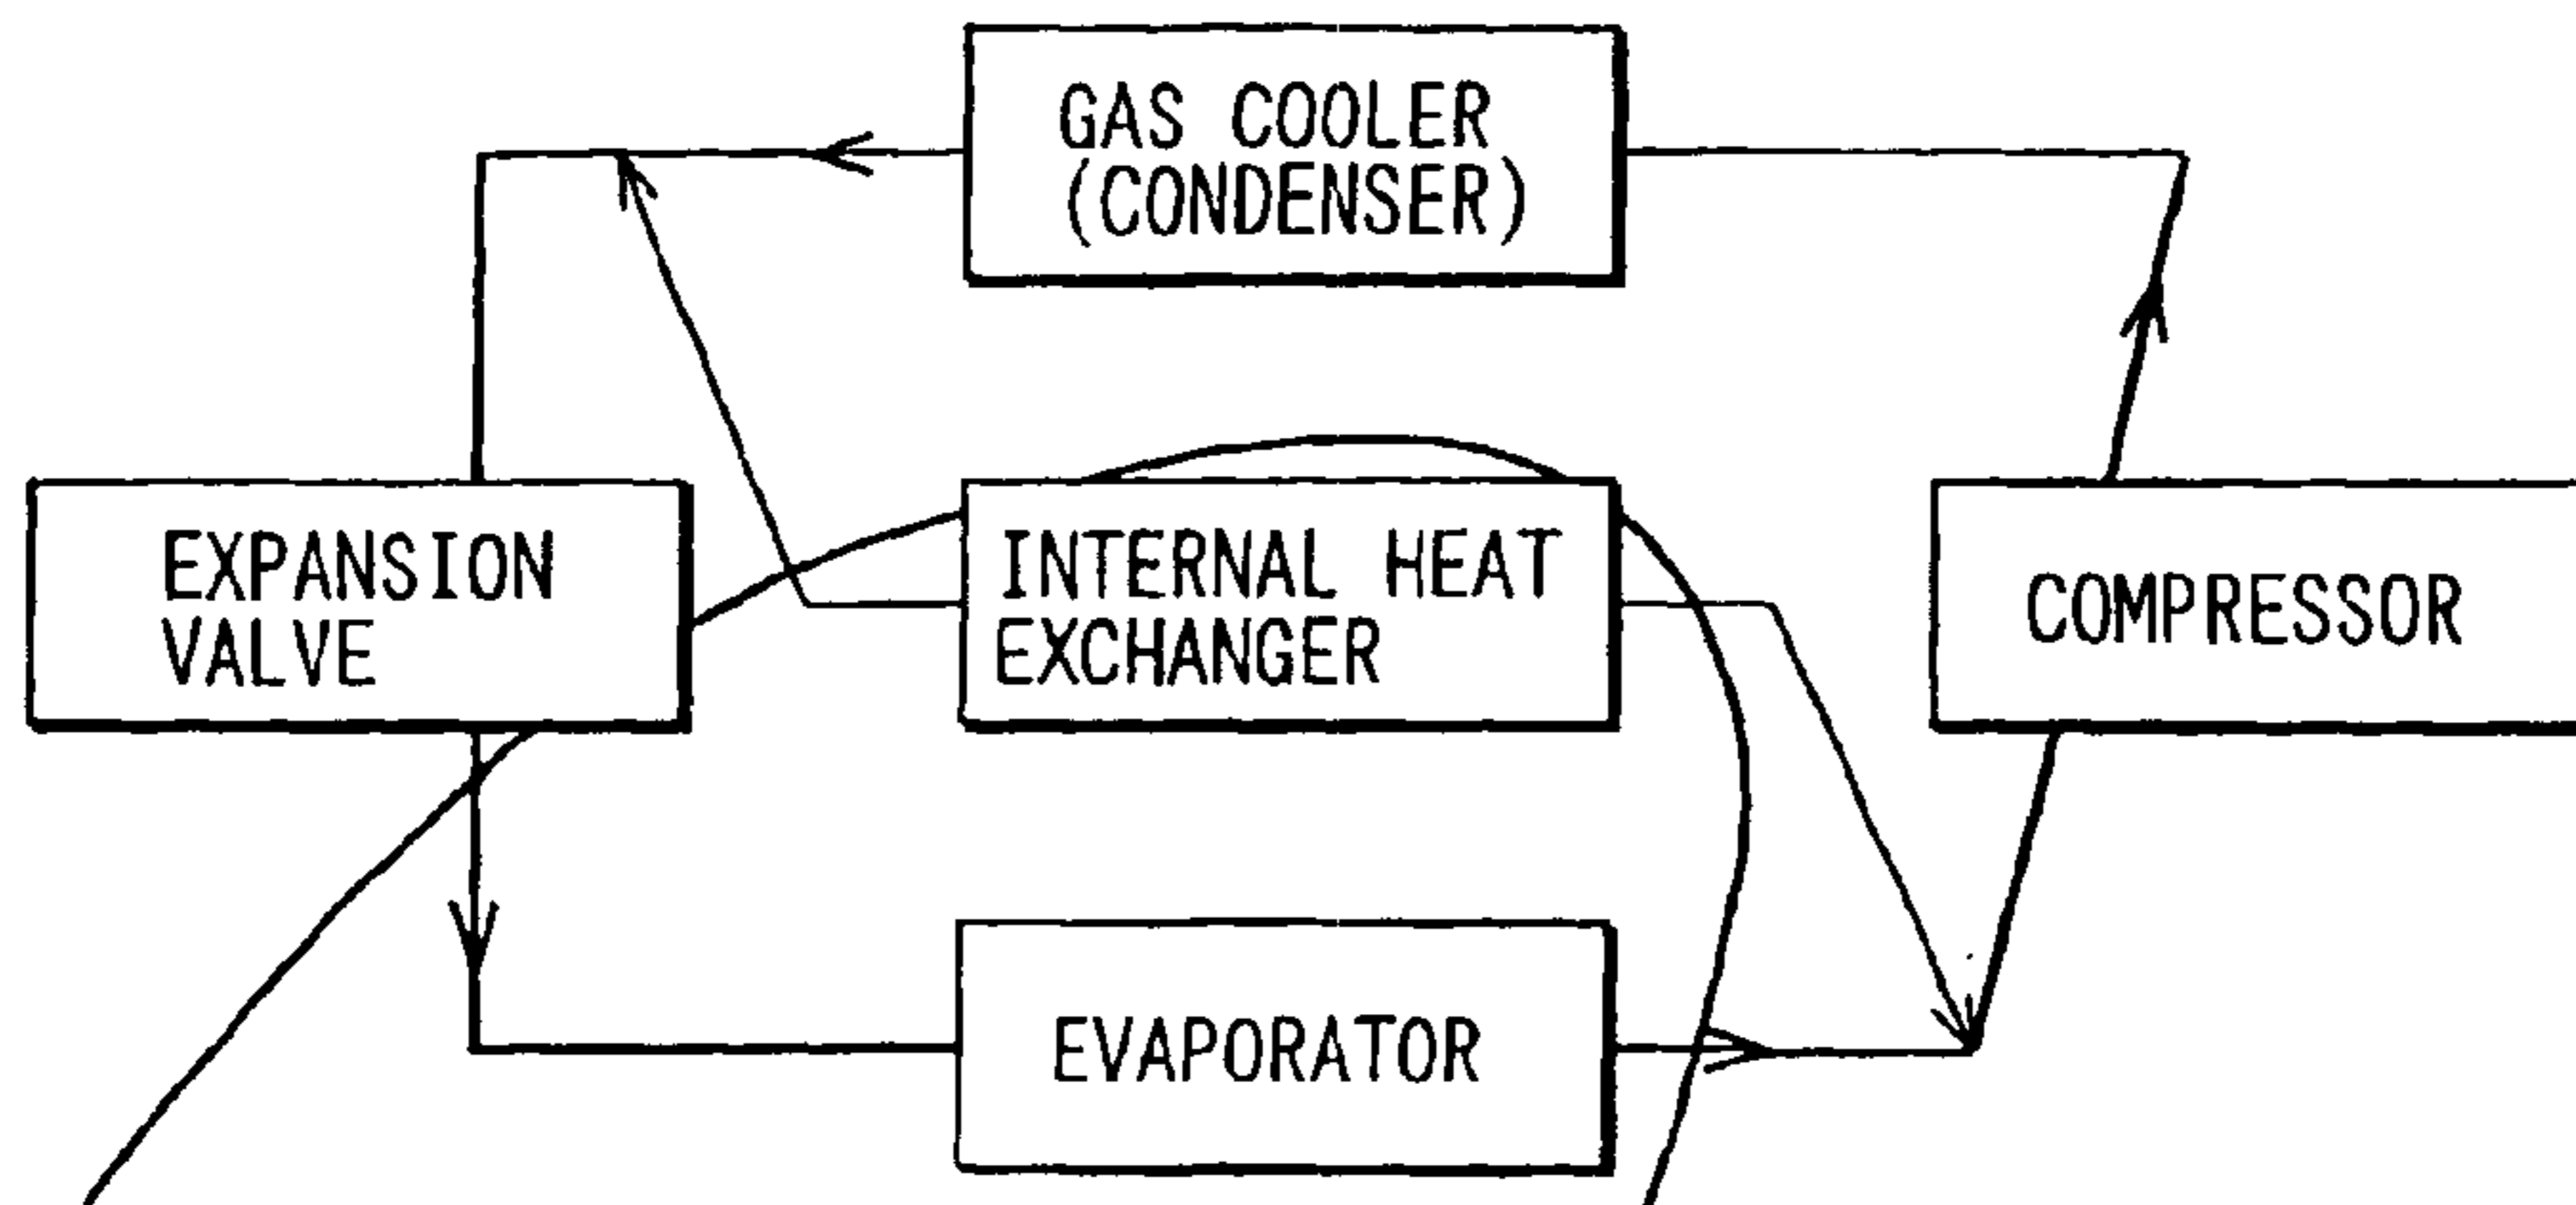 GAS COOLER
(CONDENSER)
EXPANSION
VALVE
INTERNAL HEAT
EXCHANGER
COMPRESSOR
EVAPORATOR